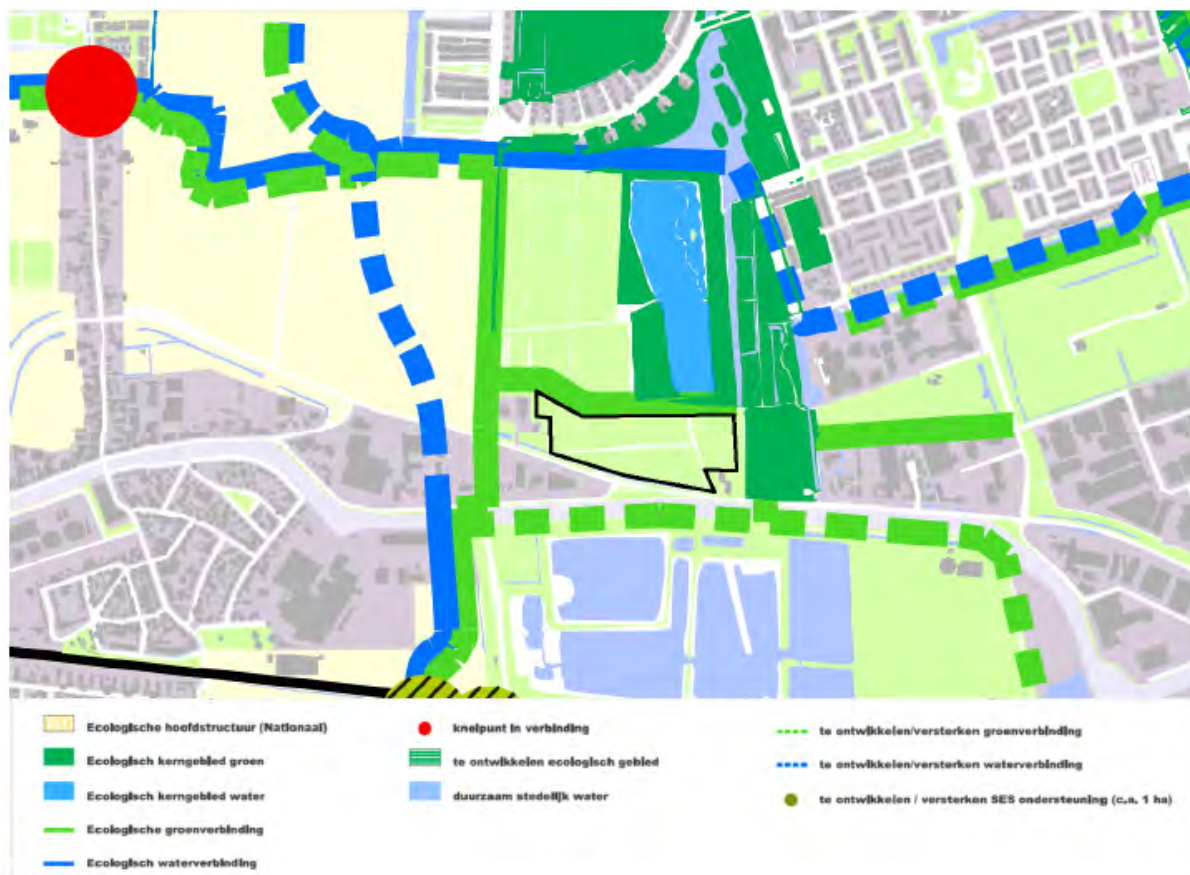 Ecologische hoofdstructuur (Nationaal)
Ecologisch kerngebied groen
Ecologisch kerngebied water
Ecologische groenverbinding
Ecologisch waterverbinding
knelpunt in verbinding
te ontwikkelen ecologisch gebied
duurzaam stedelijk water
te ontwikkelen/versterken groenverbinding
te ontwikkelen/versterken waterverbinding
te ontwikkelen / versterken SES ondersteuning (c.a. 1 ha)